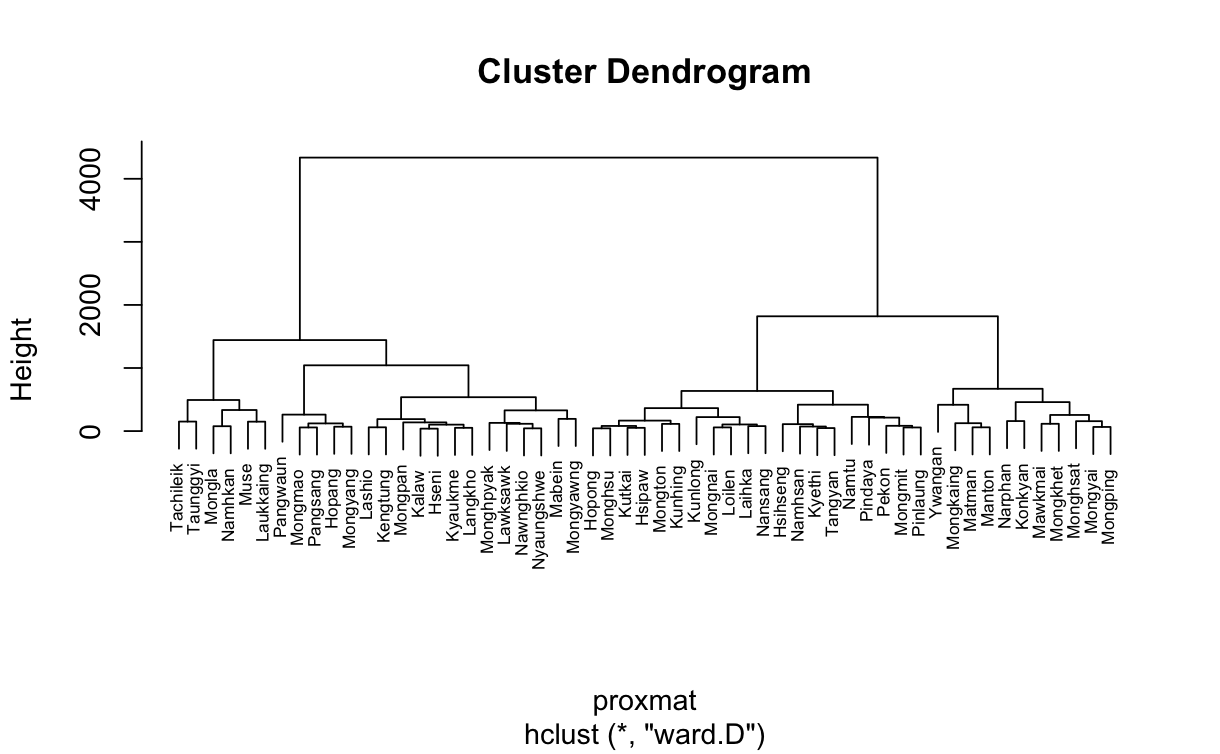 Cluster Dendrogram
Height
4000
2000
0
Tachileik
Taunggyi
Mongla
Namhkan
Muse
Laukkaing
Pangwaun
Mongmao
Pangsang
Hopang
Mongyang
Lashio
Kengtung
Mongpan
Kalaw
Hseni
Kyaukme
Langkho
Monghpyak
Lawksawk
Nawnghkio
Nyaungshwe
Mabein
Mongyawng
Hopong
Monghsu
Kutkai
Hsipaw
Mongton
Kunhing
Kunlong
Mongnai
Loilen
Laihka
Nansang
Hsihseng
Namhsan
Kyethi
Tangyan
Namtu
Pindaya
Pekon
Mongmit
Pinlaung
Ywangan
Mongkaing
Matman
Manton
Narphan
Konkyan
Mawkmai
Mongkhet
Monghsat
Mongyai
Mongping
proxmat
hclust (*, "ward.D")